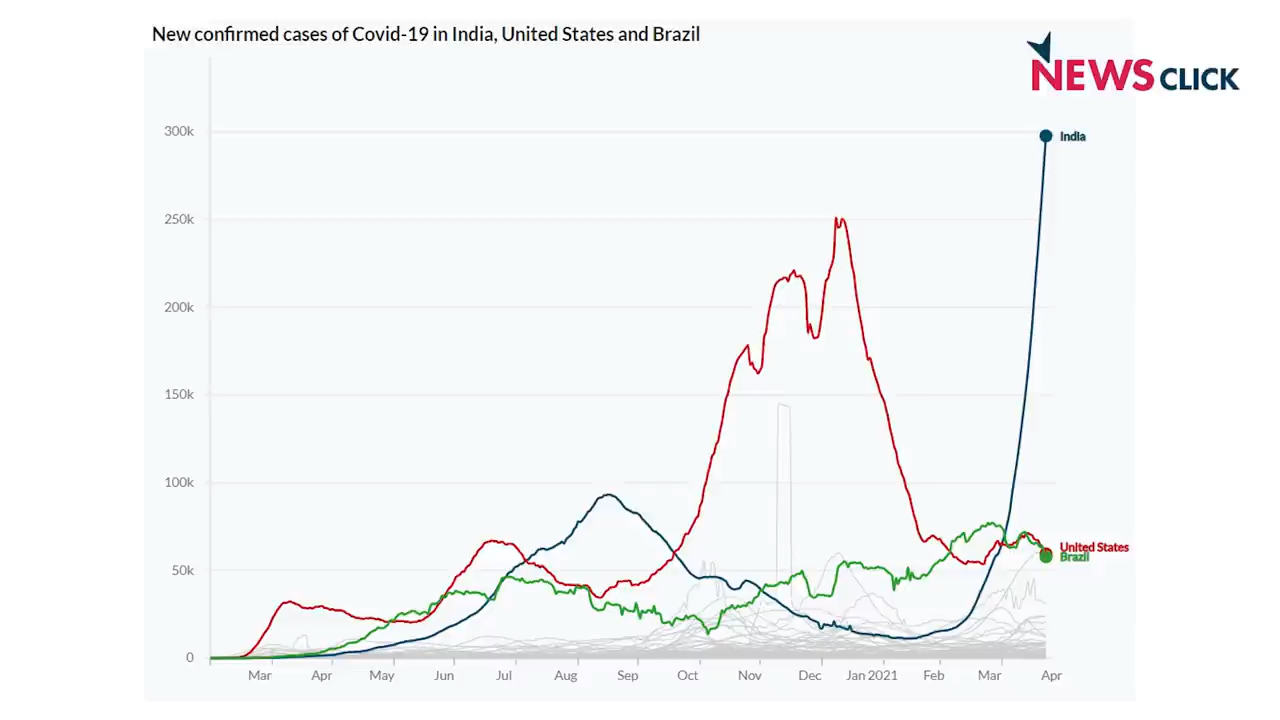 New confirmed cases of Covid-19 in India, United States and Brazil
NEWS CLICK
300k
India
250k
200k
150k
100k
United States
Brazil
50k
0
Mar Apr May Jun Jul Aug Sep Oct Nov Dec Jan 2021 Feb Mar Apr